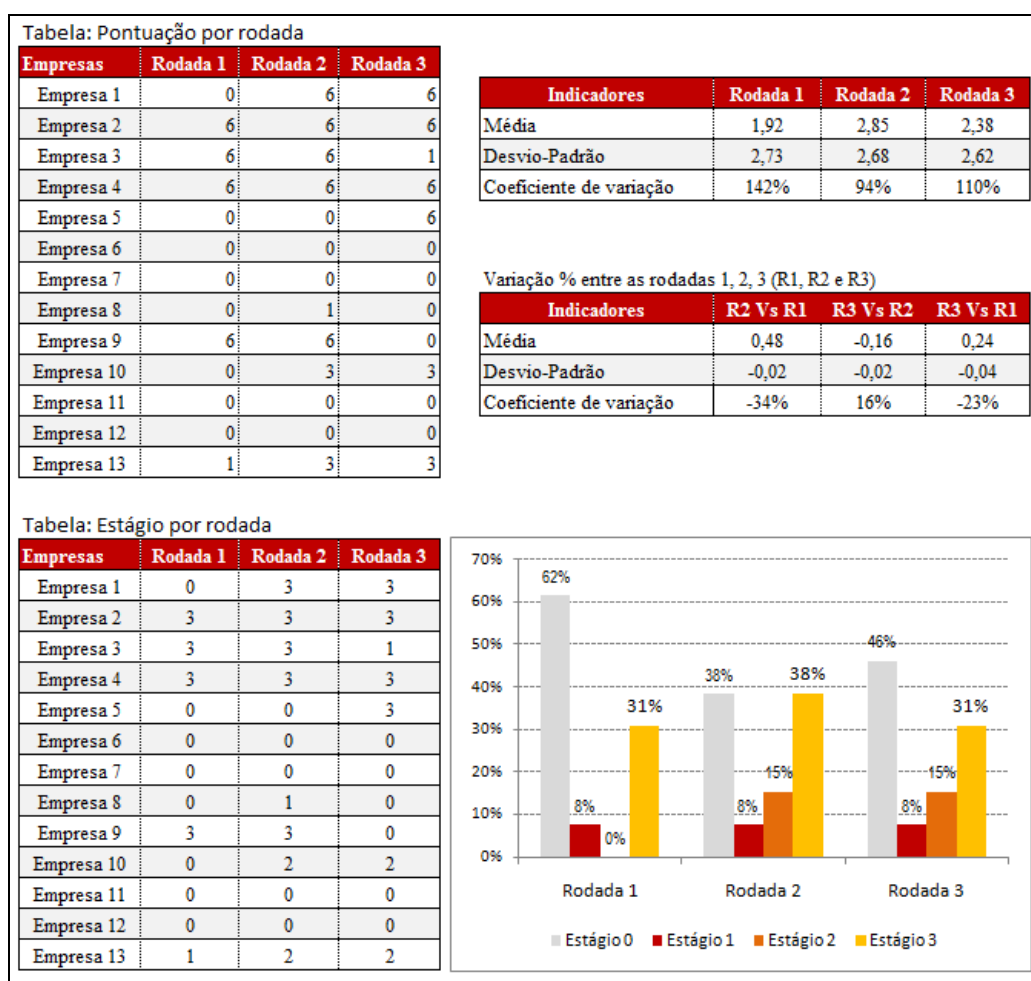 Tabela: Pontuação por rodada
Empresas Rodada 1 Rodada 2 Rodada 3
Empresa 1 0 6 6
Empresa 2 6 6 6
Empresa 3 6 6 1
Empresa 4 6 6 6
Empresa 5 0 0 6
Empresa 6 0 0 0
Empresa 7 0 0 0
Empresa 8 0 1 0
Empresa 9 6 6 0
Empresa 10 0 3 3
Empresa 11 0 0 0
Empresa 12 0 0 0
Empresa 13 1 3 3
Indicadores Rodada 1 Rodada 2 Rodada 3
Média 1,92 2,85 2,38
Desvio-Padrão 2,73 2,68 2,62
Coeficiente de variação 142% 94% 110%
Variação % entre as rodadas 1, 2, 3 (R1, R2 e R3)
Indicadores R2 Vs R1 R3 Vs R2 R3 Vs R1
Média 0,48 -0,16 0,24
Desvio-Padrão -0,02 -0,02 -0,04
Coeficiente de variação -34% 16% -23%
Tabela: Estágio por rodada
Empresas Rodada 1 Rodada 2 Rodada 3
Empresa 1 0 3 3
Empresa 2 3 3 3
Empresa 3 3 3 1
Empresa 4 3 3 3
Empresa 5 0 0 3
Empresa 6 0 0 0
Empresa 7 0 0 0
Empresa 8 0 1 0
Empresa 9 3 3 0
Empresa 10 0 2 2
Empresa 11 0 0 0
Empresa 12 0 0 0
Empresa 13 1 2 2
70%
60%
50%
40%
30%
20%
10%
0%
62% 8% 0% 31%
38% 8% 15% 38%
46% 8% 15% 31%
Rodada 1 Rodada 2 Rodada 3
Estágio 0 Estágio 1 Estágio 2 Estágio 3